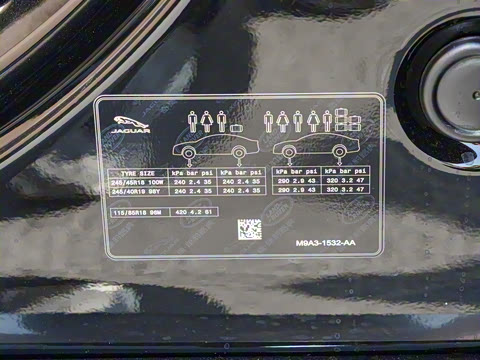 JAGUAR
TYRE SIZE kPa bar psi kPa bar psi kPa bar psi kPa bar psi
245/45R18 100W 240 2.4 35 240 2.4 35 290 2.9 43 320 3.2 47
245/40R19 98Y 240 2.4 35 240 2.4 35 290 2.9 43 320 3.2 47
115/85R18 96M 420 4.2 61
M9A3-1532-AA